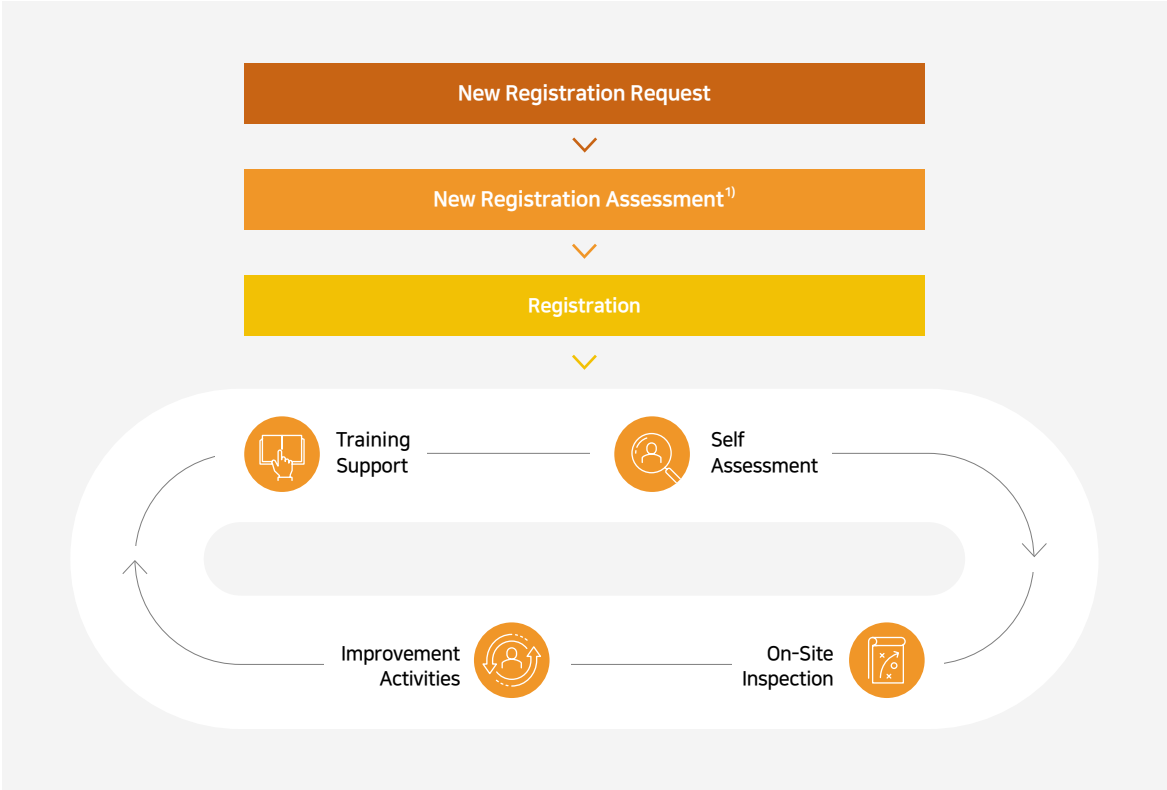 New Registration Request
New Registration Assessment1)
Registration
Training
Support
Self
Assessment
Improvement
Activities
On-Site
Inspection